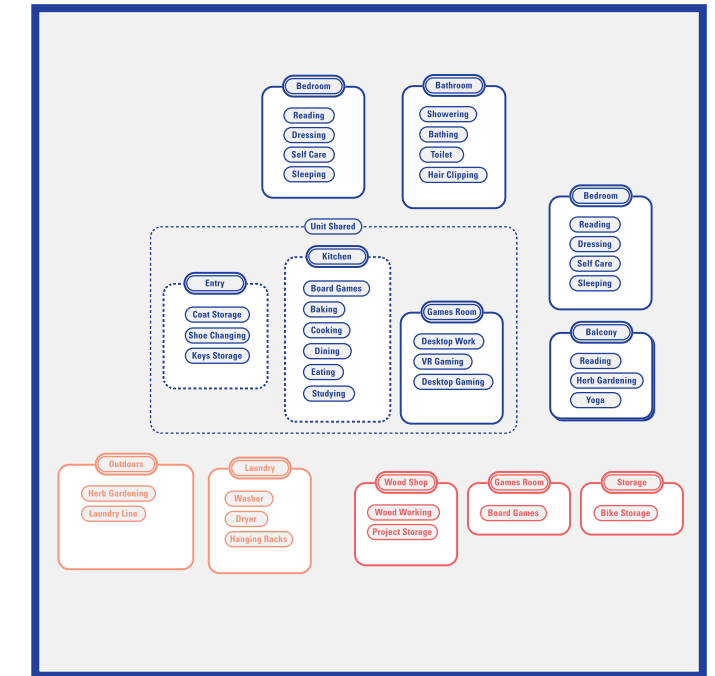 Bedroom
Reading
Dressing
Self Care
Sleeping
Bathroom
Showering
Bathing
Toilet
Hair Clipping
Bedroom
Reading
Dressing
Self Care
Sleeping
Unit Shared
Entry
Coat Storage
Shoe Changing
Keys Storage
Kitchen
Board Games
Baking
Cooking
Dining
Eating
Studying
Games Room
Desktop Work
VR Gaming
Desktop Gaming
Balcony
Reading
Herb Gardening
Yoga
Outdoors
Herb Gardening
Laundry Line
Laundry
Washer
Dryer
Hanging Racks
Wood Shop
Wood Working
Project Storage
Games Room
Board Games
Storage
Bike Storage